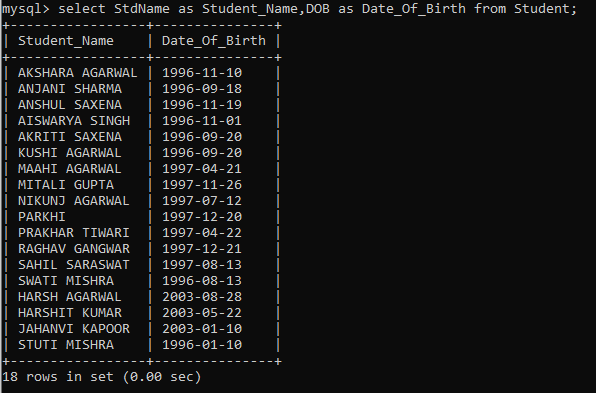 mysql> select StdName as Student_Name,DOB as Date_Of_Birth from Student;
+------------------+---------------+
| Student_Name     | Date_Of_Birth |
+------------------+---------------+
| AKSHARA AGARWAL | 1996-11-10    |
| ANJANI SHARMA   | 1996-09-18    |
| ANSHUL SAXENA   | 1996-11-19    |
| AISWARYA SINGH  | 1996-11-01    |
| AKRITI SAXENA   | 1996-09-20    |
| KUSHI AGARWAL   | 1996-09-20    |
| MAAHI AGARWAL   | 1997-04-21    |
| MITALI GUPTA    | 1997-11-26    |
| NIKUNJ AGARWAL  | 1997-07-12    |
| PARKHI          | 1997-12-20    |
| PRAKHAR TIWARI  | 1997-04-22    |
| RAGHAV GANGWAR  | 1997-12-21    |
| SAHIL SARASWAT  | 1997-08-13    |
| SWATI MISHRA    | 1996-08-13    |
| HARSH AGARWAL   | 2003-08-28    |
| HARSHIT KUMAR   | 2003-05-22    |
| JAHANVI KAPOOR  | 2003-01-10    |
| STUTI MISHRA    | 1996-01-10    |
+------------------+---------------+
18 rows in set (0.00 sec)